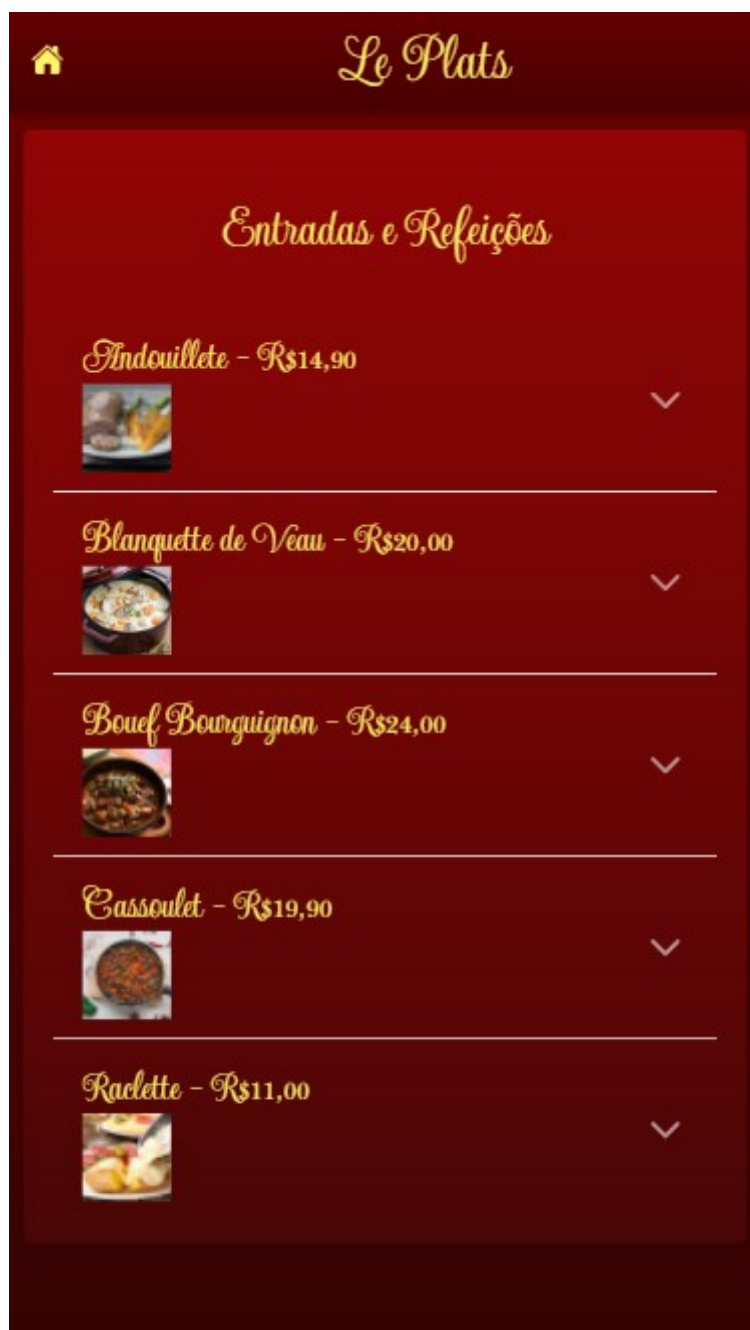 Le Plats
Entradas e Refeições
Andouillete - R$14,90
Blanquette de Veau - R$20,00
Bouef Bourguignon - R$24,00
Cassoulet - R$19,90
Raclette - R$11,00